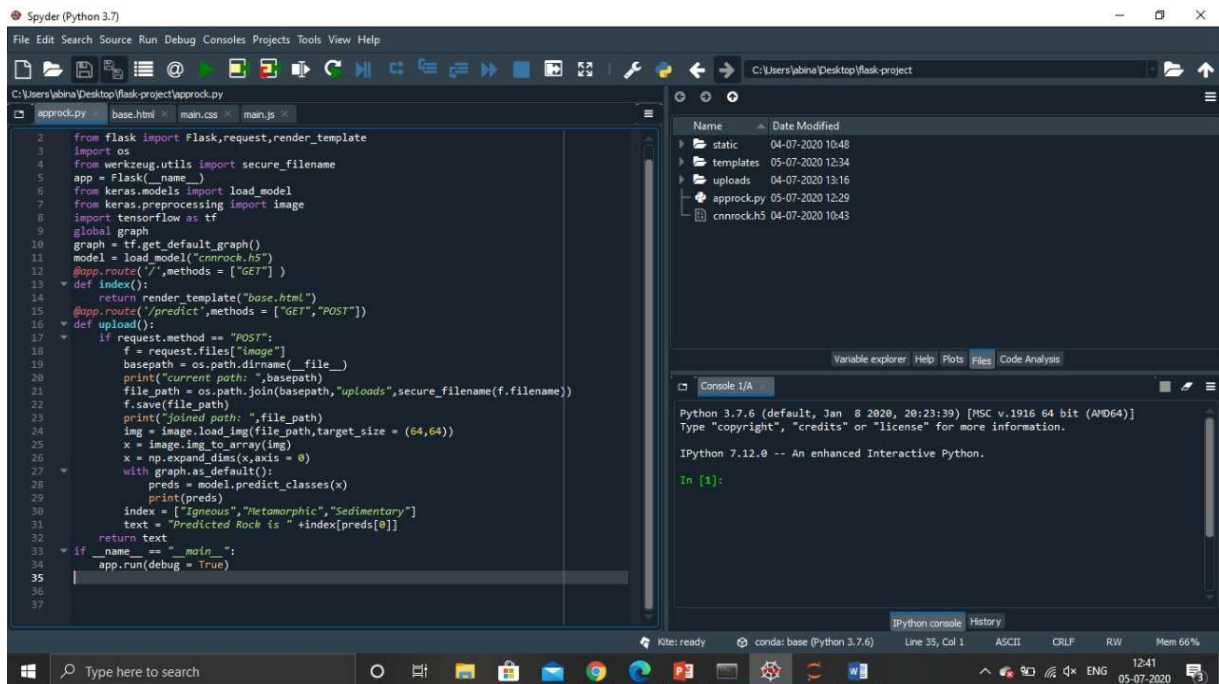 Spyder (Python 3.7)
File Edit Search Source Run Debug Consoles Projects Tools View Help
C:\Users\abina\Desktop\flask-project
C:\Users\abina\Desktop\flask-project\approck.py
approck.py base.html main.css main.js
2 from flask import Flask,request,render_template
3 import os
4 from werkzeug.utils import secure_filename
5 app = Flask(__name__)
6 from keras.models import load_model
7 from keras.preprocessing import image
8 import tensorflow as tf
9 global graph
10 graph = tf.get_default_graph()
11 model = load_model("cnnrock.h5")
12 @app.route('/',methods = ["GET"] )
13 def index():
14 return render_template("base.html")
15 @app.route('/predict',methods = ["GET","POST"])
16 def upload():
17 if request.method == "POST":
18 f = request.files["image"]
19 basepath = os.path.dirname(__file__)
20 print("current path: ",basepath)
21 file_path = os.path.join(basepath,"uploads",secure_filename(f.filename))
22 f.save(file_path)
23 print("joined path: ",file_path)
24 img = image.load_img(file_path,target_size = (64,64))
25 x = image.img_to_array(img)
26 x = np.expand_dims(x,axis = 0)
27 with graph.as_default():
28 preds = model.predict_classes(x)
29 print(preds)
30 index = ["Igneous","Metamorphic","Sedimentary"]
31 text = "Predicted Rock is " +index[preds[0]]
32 return text
33 if __name__ == "__main__":
34 app.run(debug = True)
35
36
37
Name Date Modified
static 04-07-2020 10:48
templates 05-07-2020 12:34
uploads 04-07-2020 13:16
approck.py 05-07-2020 12:29
cnnrock.h5 04-07-2020 10:43
Variable explorer Help Plots Files Code Analysis
Console 1/A
Python 3.7.6 (default, Jan 8 2020, 20:23:39) [MSC v.1916 64 bit (AMD64)]
Type "copyright", "credits" or "license" for more information.
IPython 7.12.0 -- An enhanced Interactive Python.
In [1]:
IPython console History
Kite: ready conda: base (Python 3.7.6) Line 35, Col 1 ASCII CRLF RW Mem 66%
Type here to search
ENG
12:41
05-07-2020